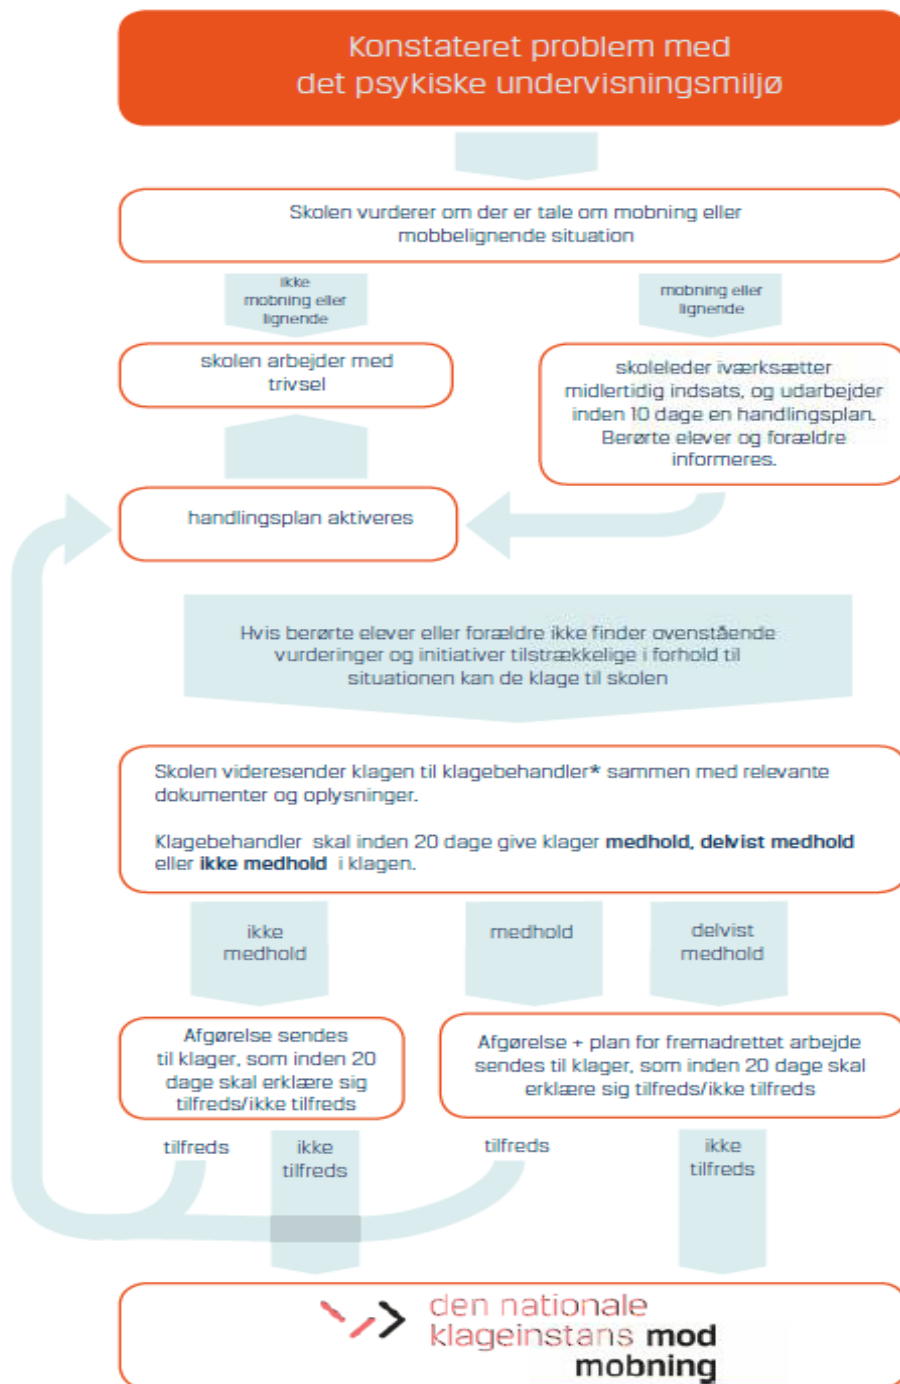 Konstateret problem med
det psykiske undervisningsmiljø
Skolen vurderer om der er tale om mobning eller
mobbelignende situation
ikke
mobning eller
lignende
mobning eller
lignende
skolen arbejder med
trivsel
skoleleder iværksætter
midlertidig indsats, og udarbejder
inden 10 dage en handlingsplan.
Berørte elever og forældre
informeres.
handlingsplan aktiveres
Hvis berørte elever eller forældre ikke finder ovenstående
vurderinger og initiativer tilstrækkelige i forhold til
situationen kan de klage til skolen
Skolen videresender klagen til klagebehandler* sammen med relevante
dokumenter og oplysninger.
Klagebehandler skal inden 20 dage give klager medhold, delvist medhold
eller ikke medhold i klagen.
ikke
medhold
medhold
delvist
medhold
Afgørelse sendes
til klager, som inden 20
dage skal erklære sig
tilfreds/ikke tilfreds
Afgørelse + plan for fremadrettet arbejde
sendes til klager, som inden 20 dage skal
erklære sig tilfreds/ikke tilfreds
tilfreds
ikke
tilfreds
tilfreds
ikke
tilfreds
den nationale
klageinstans mod
mobning